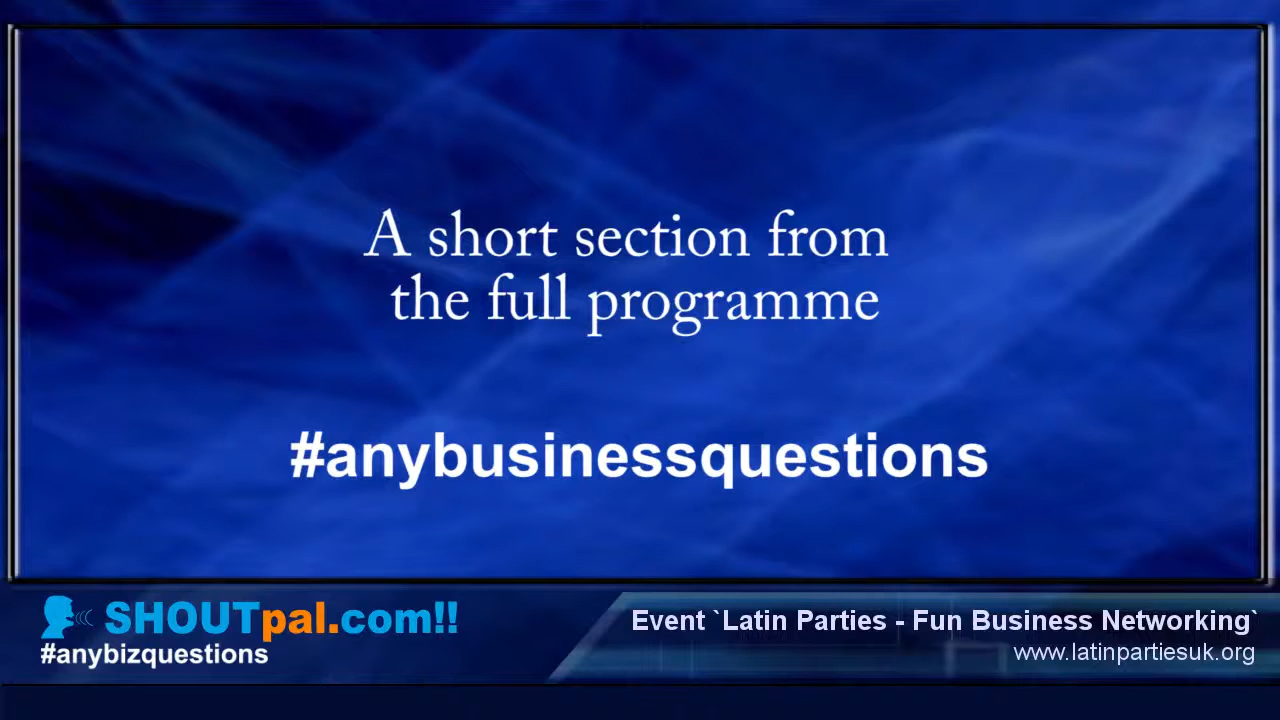 A short section from
the full programme
#anybusinessquestions
SHOUTpal.com!!
#anybizquestions
Event `Latin Parties - Fun Business Networking`
www.latinpartiesuk.org